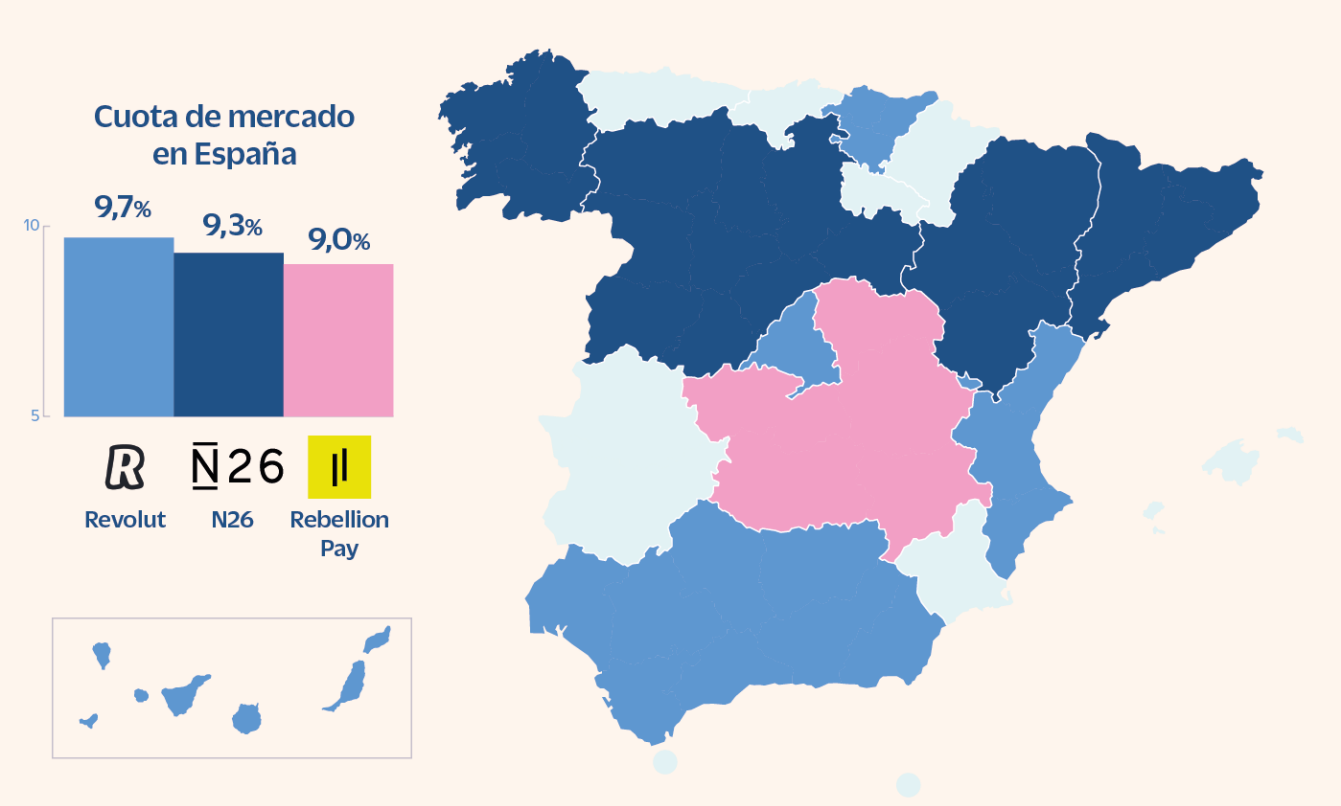 Cuota de mercado
en España
9,7%
9,3%
9,0%
10
5
R
N26
Revolut
N26
Rebellion
Pay